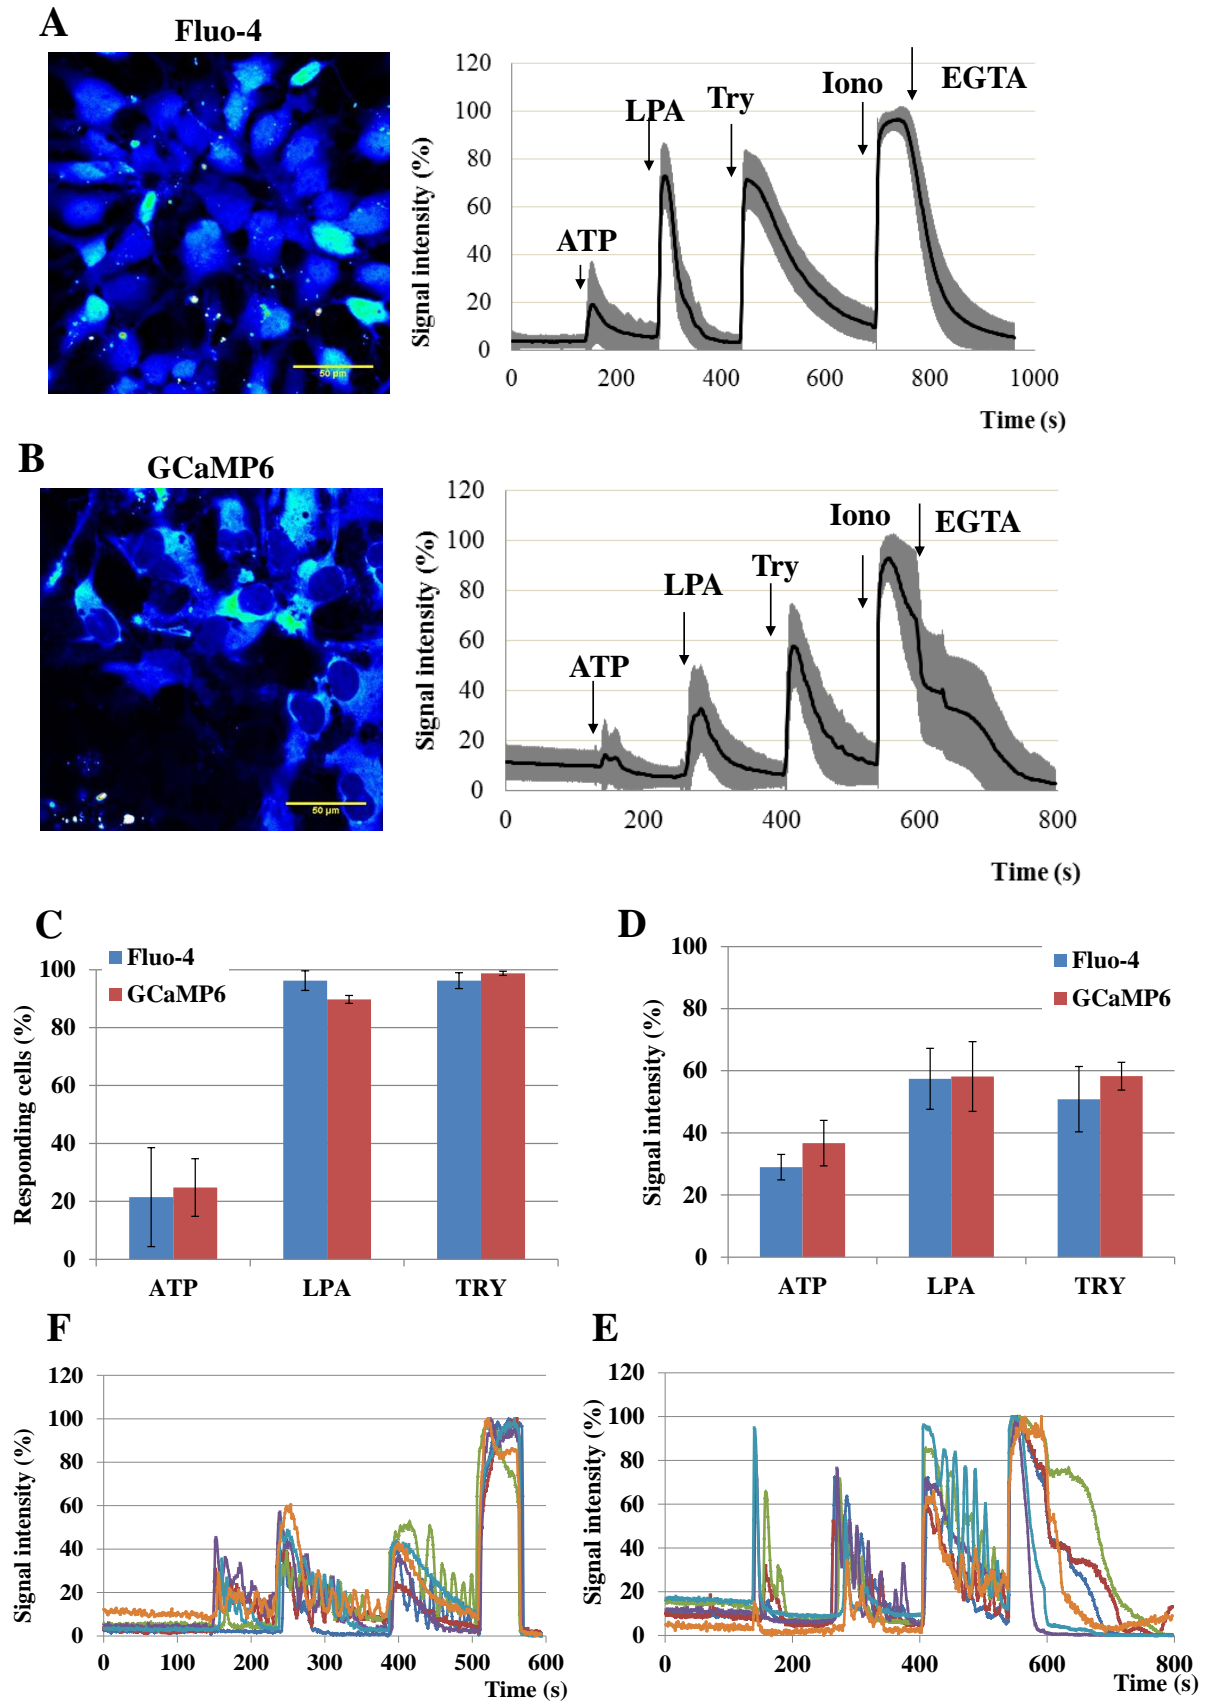 A
Fluo-4
50 µm
Signal intensity (%)
120
100
80
60
40
20
0
ATP
LPA
Try
Iono
EGTA
0 200 400 600 800 1000
Time (s)
B
GCaMP6
50 µm
Signal intensity (%)
120
100
80
60
40
20
0
ATP
LPA
Try
Iono
EGTA
0 200 400 600 800
Time (s)
C
Fluo-4
GCaMP6
Responding cells (%)
100
80
60
40
20
0
ATP LPA TRY
D
Fluo-4
GCaMP6
Signal intensity (%)
100
80
60
40
20
0
ATP LPA TRY
F
Signal intensity (%)
120
100
80
60
40
20
0
0 100 200 300 400 500 600
Time (s)
E
Signal intensity (%)
120
100
80
60
40
20
0
0 200 400 600 800
Time (s)